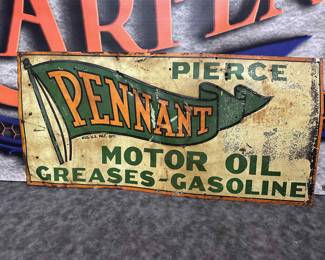 PIERCE
PENNANT
MOTOR OIL
GREASES-GASOLINE